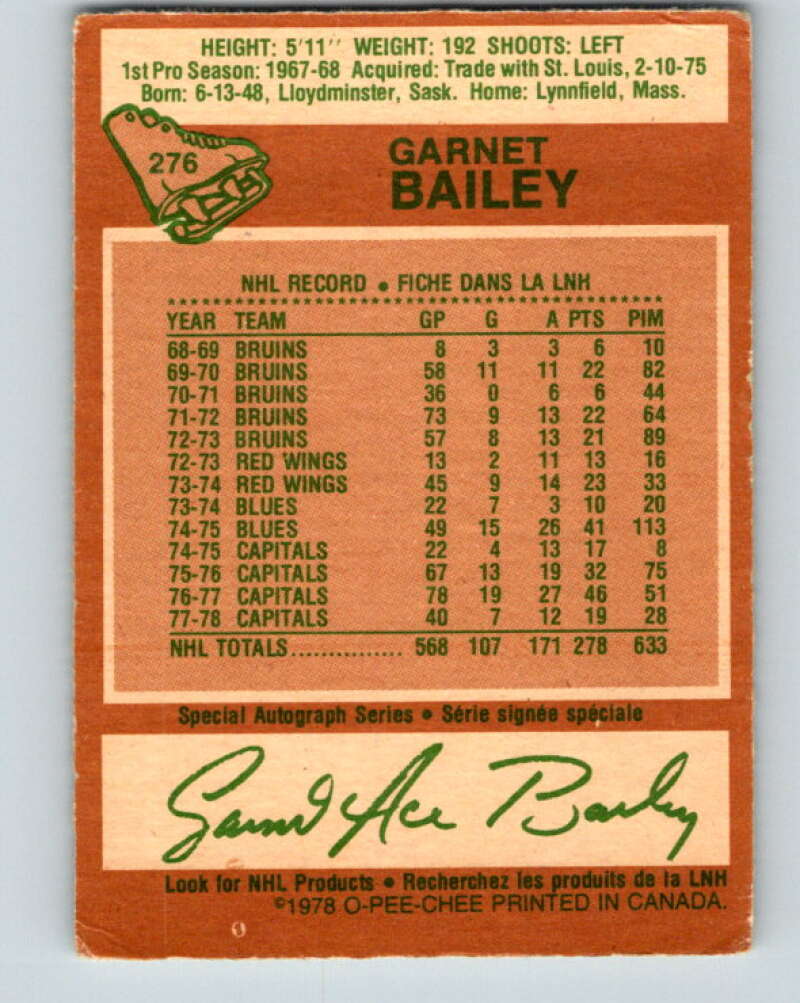 HEIGHT: 5'11" WEIGHT: 192 SHOOTS: LEFT
1st Pro Season: 1967-68 Acquired: Trade with St. Louis, 2-10-75
Born: 6-13-48, Lloydminster, Sask. Home: Lynnfield, Mass.
276
GARNET
BAILEY
NHL RECORD • FICHE DANS LA LNH
YEAR TEAM GP G A PTS PIM
68-69 BRUINS 8 3 3 6 10
69-70 BRUINS 58 11 11 22 82
70-71 BRUINS 36 0 6 6 44
71-72 BRUINS 73 9 13 22 64
72-73 BRUINS 57 8 13 21 89
72-73 RED WINGS 13 2 11 13 16
73-74 RED WINGS 45 9 14 23 33
73-74 BLUES 22 7 3 10 20
74-75 BLUES 49 15 26 41 113
74-75 CAPITALS 22 4 13 17 8
75-76 CAPITALS 67 13 19 32 75
76-77 CAPITALS 78 19 27 46 51
77-78 CAPITALS 40 7 12 19 28
NHL TOTALS................ 568 107 171 278 633
Special Autograph Series • Série signée spéciale
Garnet Ace Bailey
Look for NHL Products • Recherchez les produits de la LNH
©1978 O-PEE-CHEE PRINTED IN CANADA.